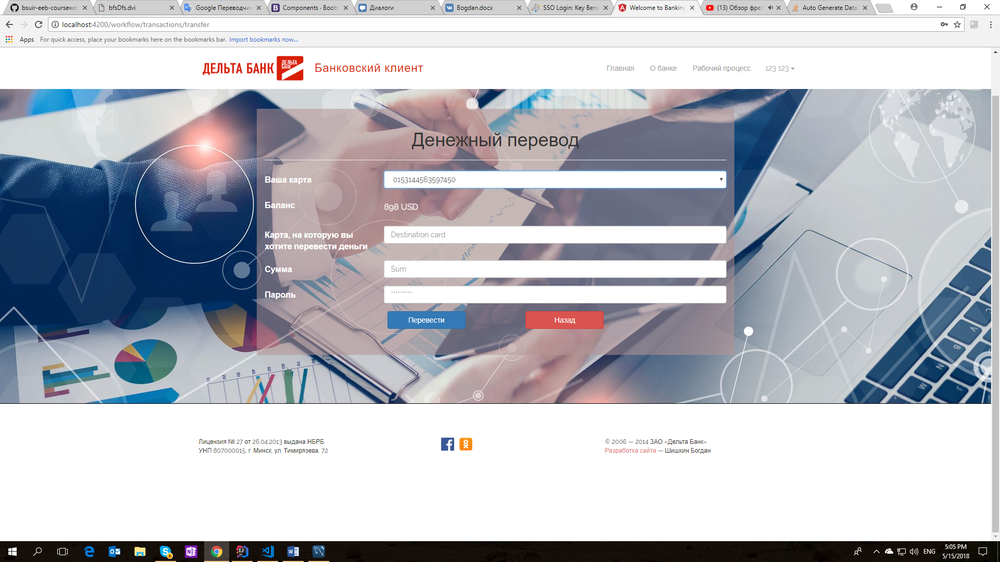 bsuir-eeb-coursewo
bfsDfs.dvi
Google Переводчи
Components · Boots
Диалоги
Bogdan.docx
SSO Login: Key Bene
Welcome to Banking
(13) Обзор фрей
Auto Generate Datal
localhost:4200/workflow/transactions/transfer
Apps For quick access, place your bookmarks here on the bookmarks bar. Import bookmarks now...
ДЕЛЬТА БАНК
ДЕЛЬТА
БАНК
Банковский клиент
Главная О банке Рабочий процесс 123 123
Денежный перевод
Ваша карта 0153144563597450
Баланс 898 USD
Карта, на которую вы
хотите перевести деньги
Destination card
Сумма Sum
Пароль *********
Перевести Назад
10 20 30 40 50 60 70 80
B
N
M
Лицензия № 27 от 26.04.2013 выдана НБРБ
УНП 807000015, г. Минск, ул. Тимирязева, 72
© 2006 — 2014 ЗАО «Дельта Банк»
Разработка сайта — Шишкин Богдан
ENG
5:05 PM
5/15/2018